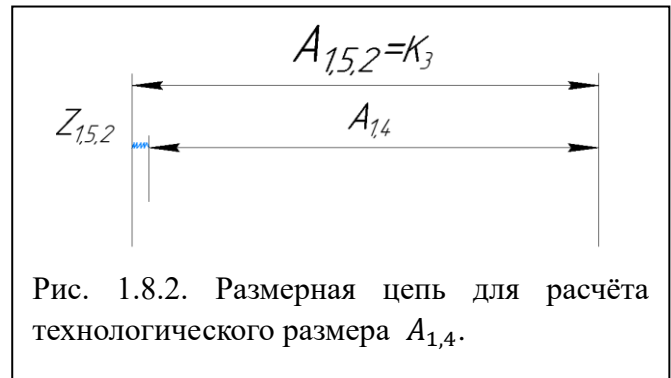 A₁,₅,₂=K₃
Z₁,₅,₂
A₁,₄
Рис. 1.8.2. Размерная цепь для расчёта
технологического размера A₁,₄.